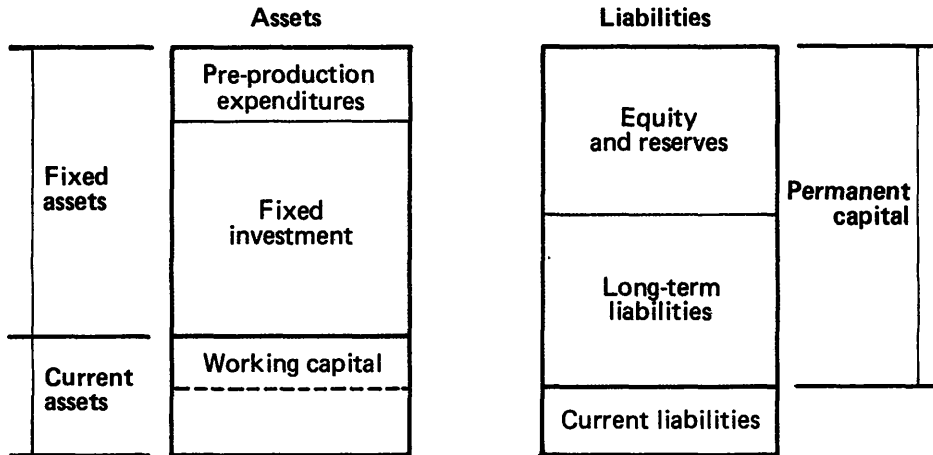 Assets
Liabilities
Pre-production
expenditures
Fixed
assets
Fixed
investment
Equity
and reserves
Permanent
capital
Long-term
liabilities
Working capital
Current
assets
Current liabilities